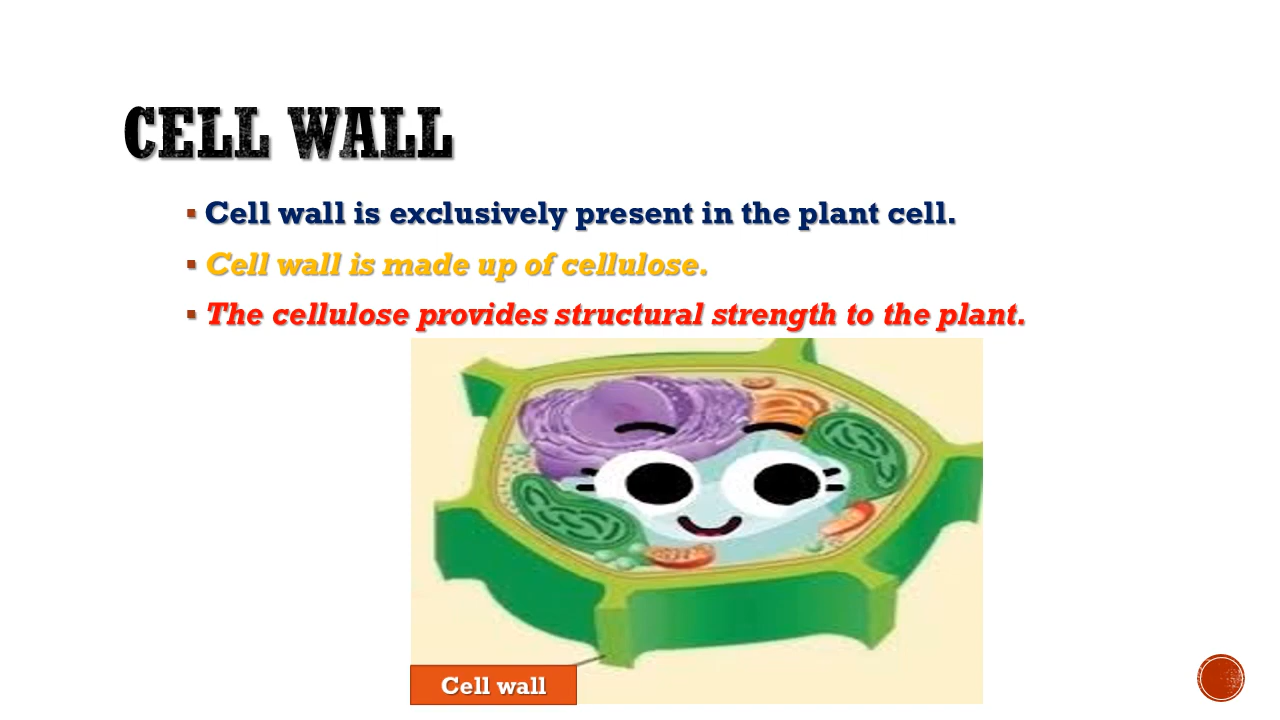 CELL WALL
▪ Cell wall is exclusively present in the plant cell.
▪ Cell wall is made up of cellulose.
▪ The cellulose provides structural strength to the plant.
Cell wall